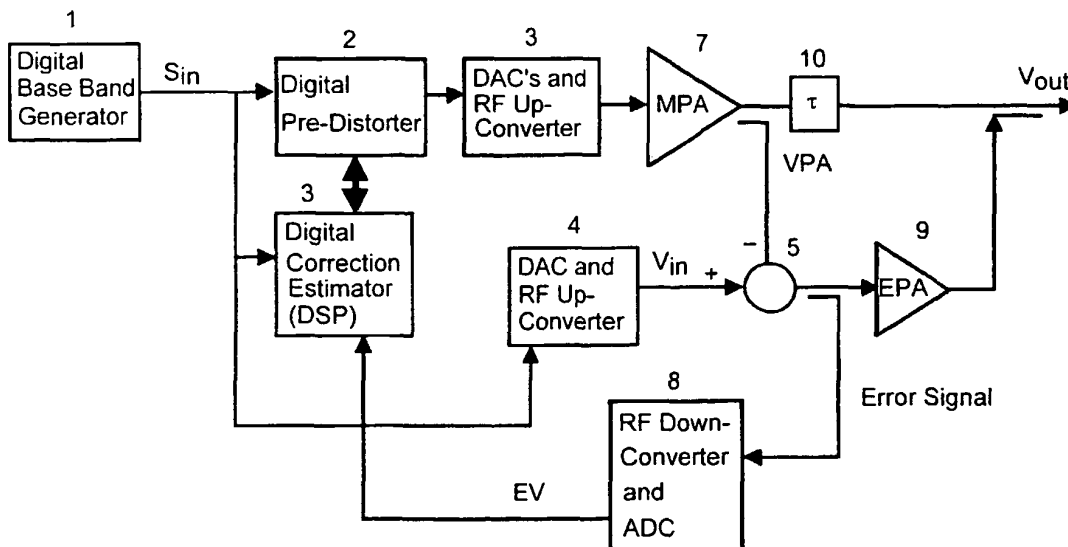 1
Digital
Base Band
Generator
Sin
2
Digital
Pre-Distorter
3
DAC's and
RF Up-
Converter
7
MPA
10
τ
Vout
VPA
3
Digital
Correction
Estimator
(DSP)
4
DAC and
RF Up-
Converter
Vin
+
−
5
9
EPA
Error Signal
8
RF Down-
Converter
and
ADC
EV